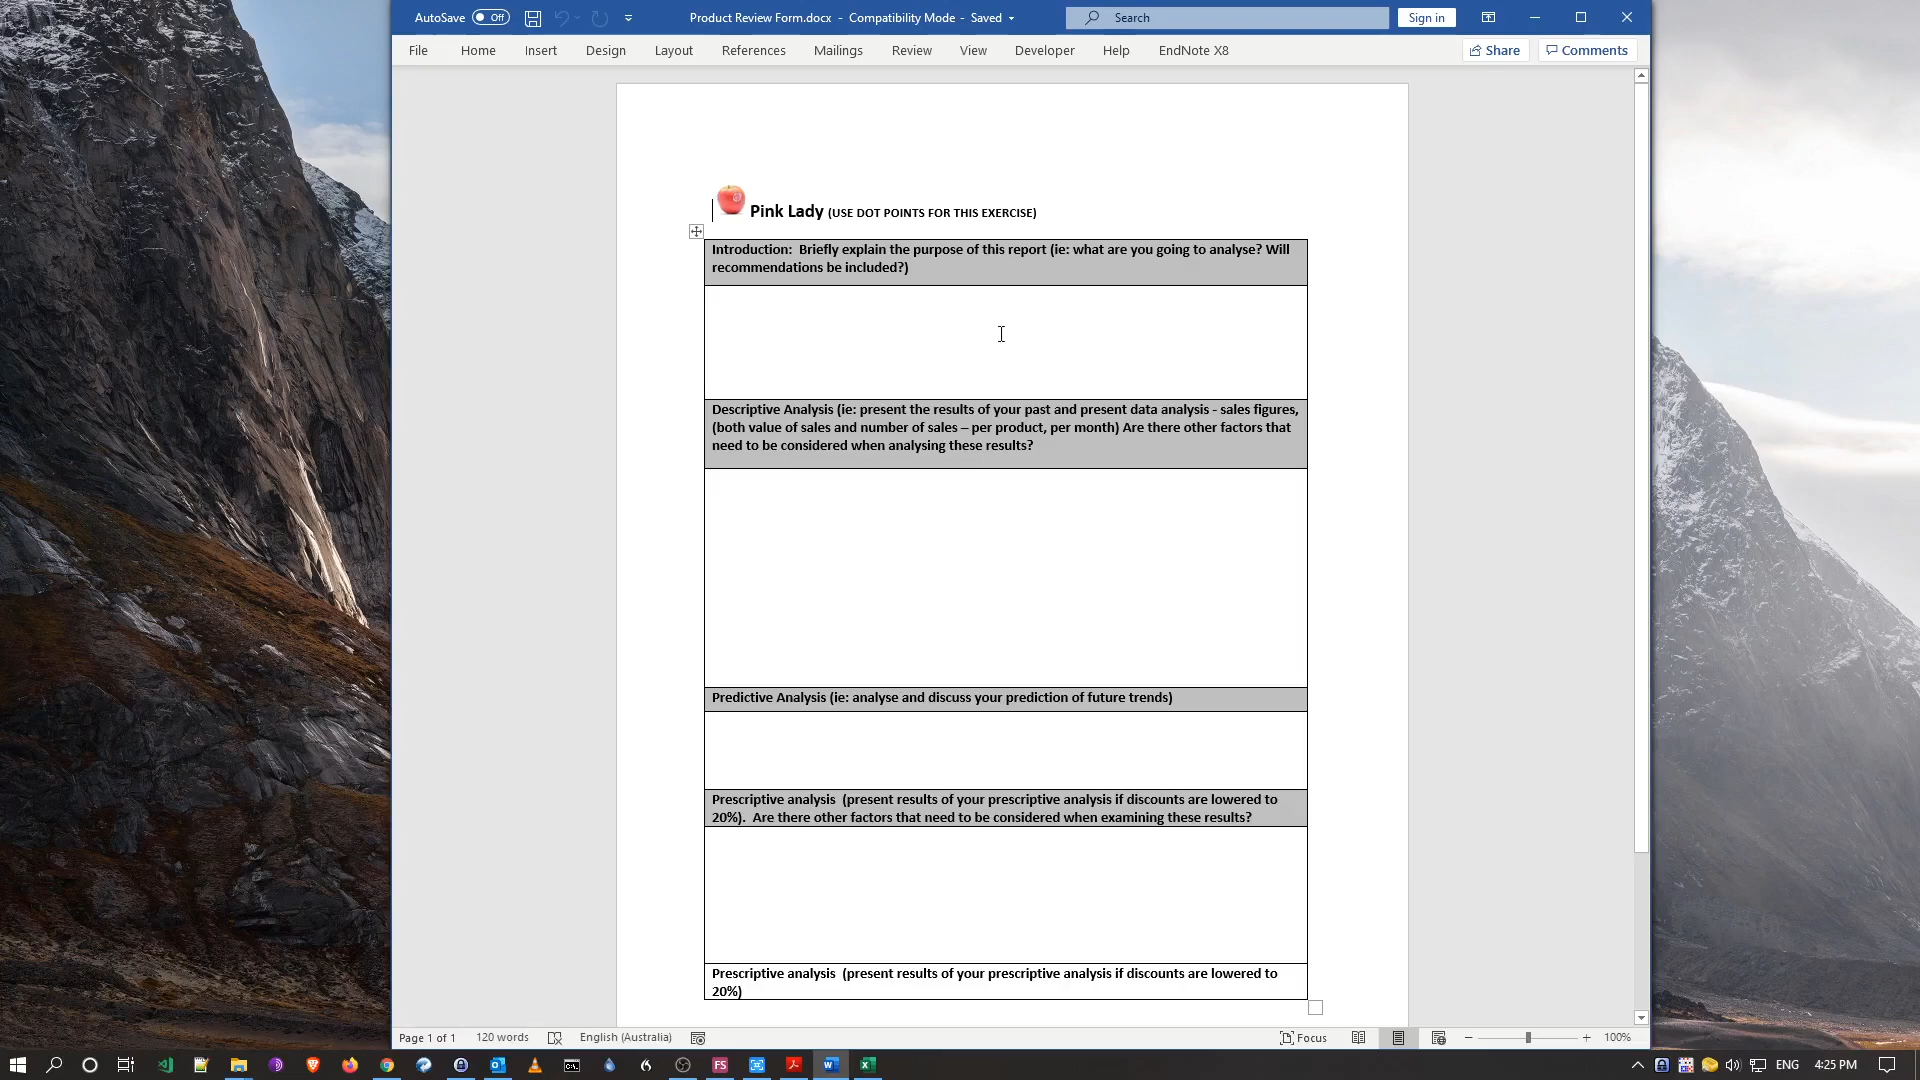 AutoSave Off Product Review Form.docx - Compatibility Mode - Saved Search Sign in
File Home Insert Design Layout References Mailings Review View Developer Help EndNote X8 Share Comments
Pink Lady (USE DOT POINTS FOR THIS EXERCISE)
Introduction: Briefly explain the purpose of this report (ie: what are you going to analyse? Will
recommendations be included?)
Descriptive Analysis (ie: present the results of your past and present data analysis - sales figures,
(both value of sales and number of sales – per product, per month) Are there other factors that
need to be considered when analysing these results?
Predictive Analysis (ie: analyse and discuss your prediction of future trends)
Prescriptive analysis (present results of your prescriptive analysis if discounts are lowered to
20%). Are there other factors that need to be considered when examining these results?
Prescriptive analysis (present results of your prescriptive analysis if discounts are lowered to
20%)
Page 1 of 1 120 words English (Australia) Focus 100%
FS ENG 4:25 PM